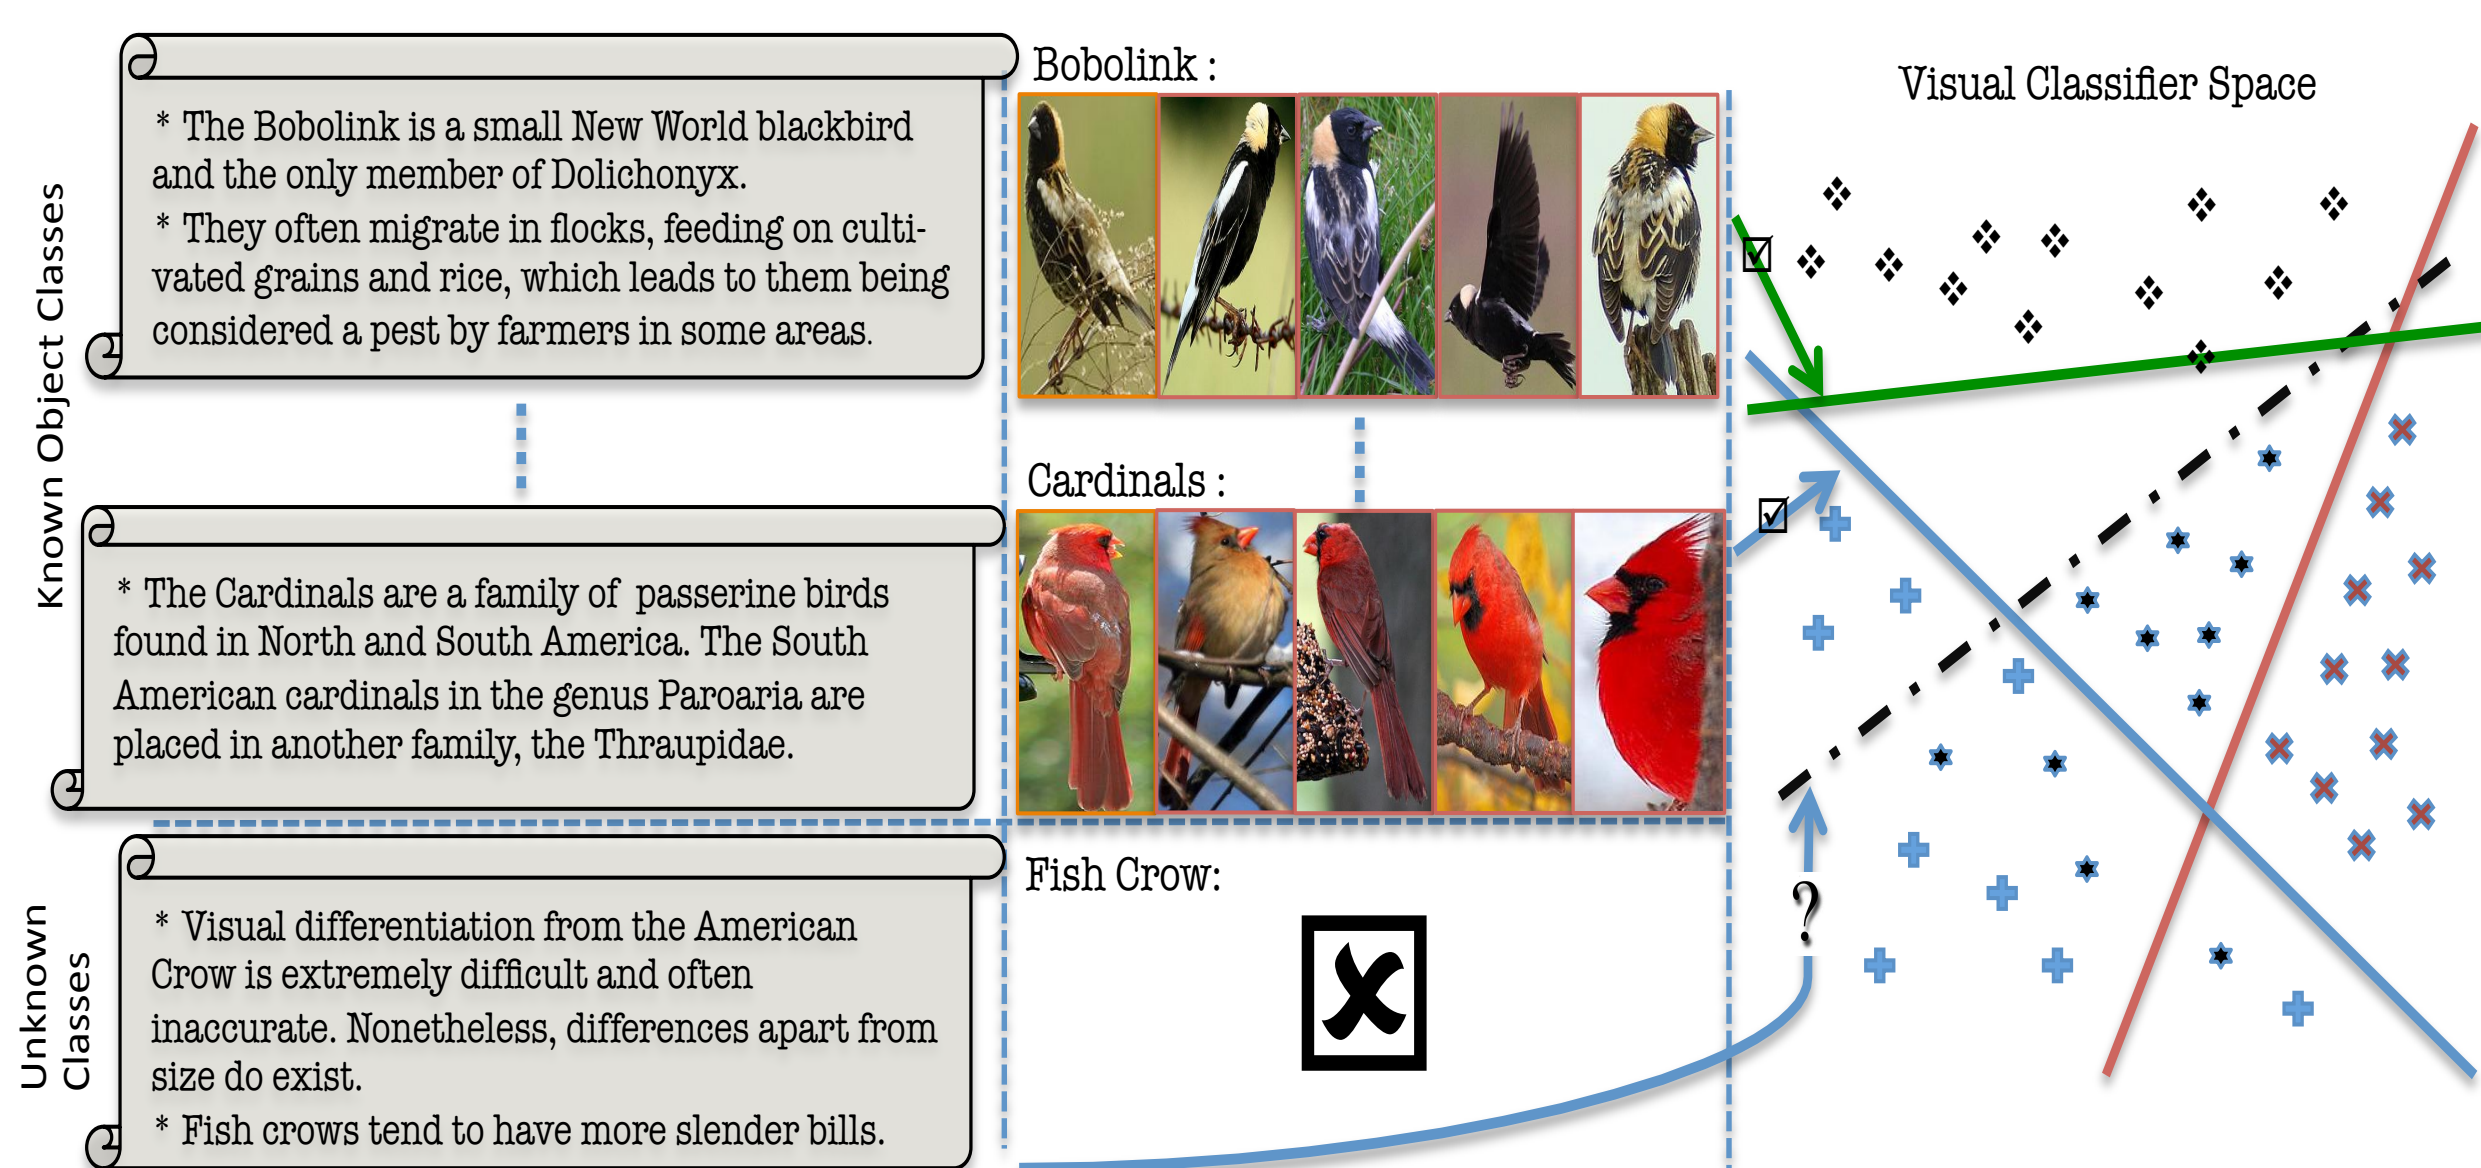 Known Object Classes
* The Bobolink is a small New World blackbird
and the only member of Dolichonyx.
* They often migrate in flocks, feeding on culti-
vated grains and rice, which leads to them being
considered a pest by farmers in some areas.
Bobolink :
Visual Classifier Space
* The Cardinals are a family of passerine birds
found in North and South America. The South
American cardinals in the genus Paroaria are
placed in another family, the Thraupidae.
Cardinals :
Unknown
Classes
* Visual differentiation from the American
Crow is extremely difficult and often
inaccurate. Nonetheless, differences apart from
size do exist.
* Fish crows tend to have more slender bills.
Fish Crow:
?